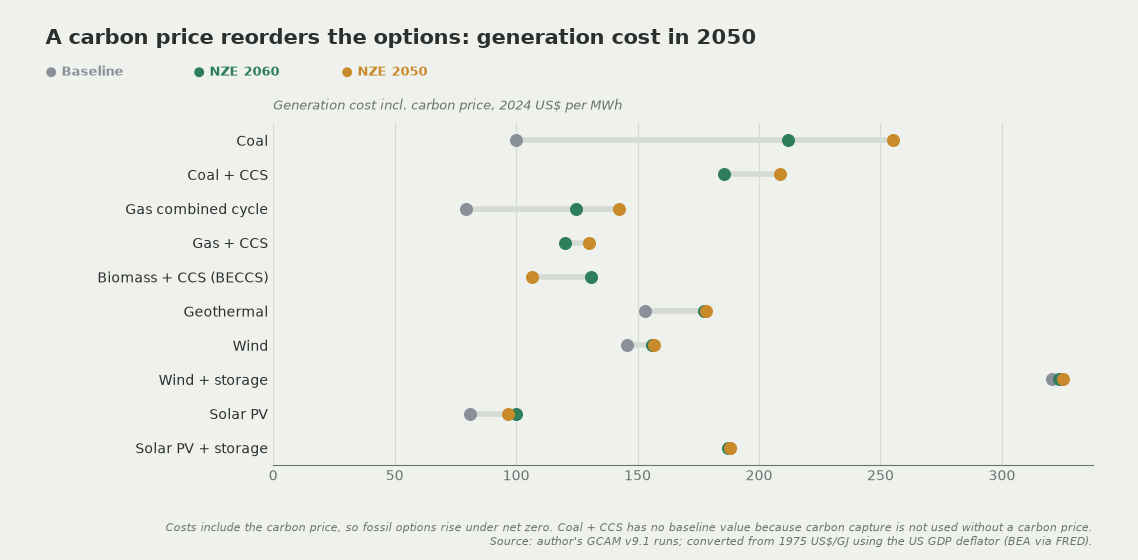 A carbon price reorders the options: generation cost in 2050
Baseline
NZE 2060
NZE 2050
Generation cost incl. carbon price, 2024 US$ per MWh
Coal
Coal + CCS
Gas combined cycle
Gas + CCS
Biomass + CCS (BECCS)
Geothermal
Wind
Wind + storage
Solar PV
Solar PV + storage
0 50 100 150 200 250 300
Costs include the carbon price, so fossil options rise under net zero. Coal + CCS has no baseline value because carbon capture is not used without a carbon price.
Source: author's GCAM v9.1 runs; converted from 1975 US$/GJ using the US GDP deflator (BEA via FRED).